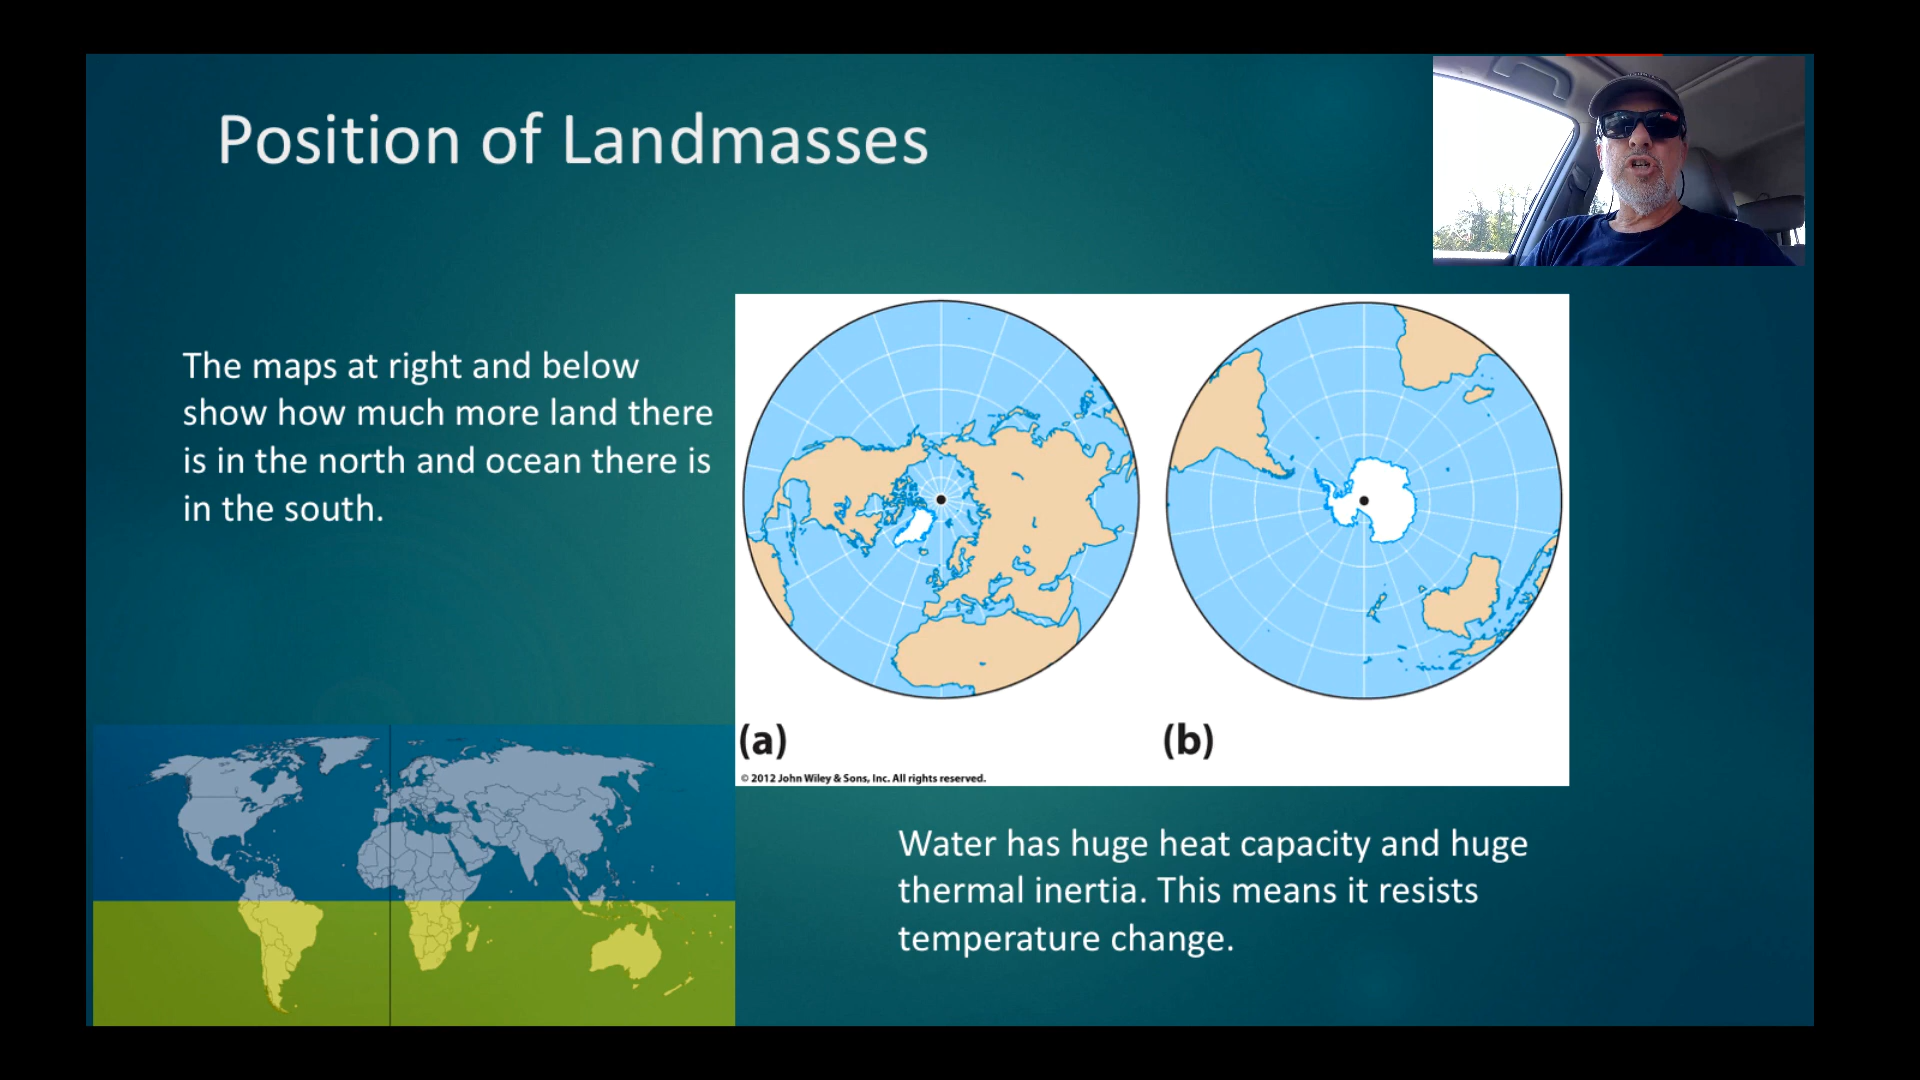 Position of Landmasses
The maps at right and below
show how much more land there
is in the north and ocean there is
in the south.
(a)
(b)
© 2012 John Wiley & Sons, Inc. All rights reserved.
Water has huge heat capacity and huge
thermal inertia. This means it resists
temperature change.